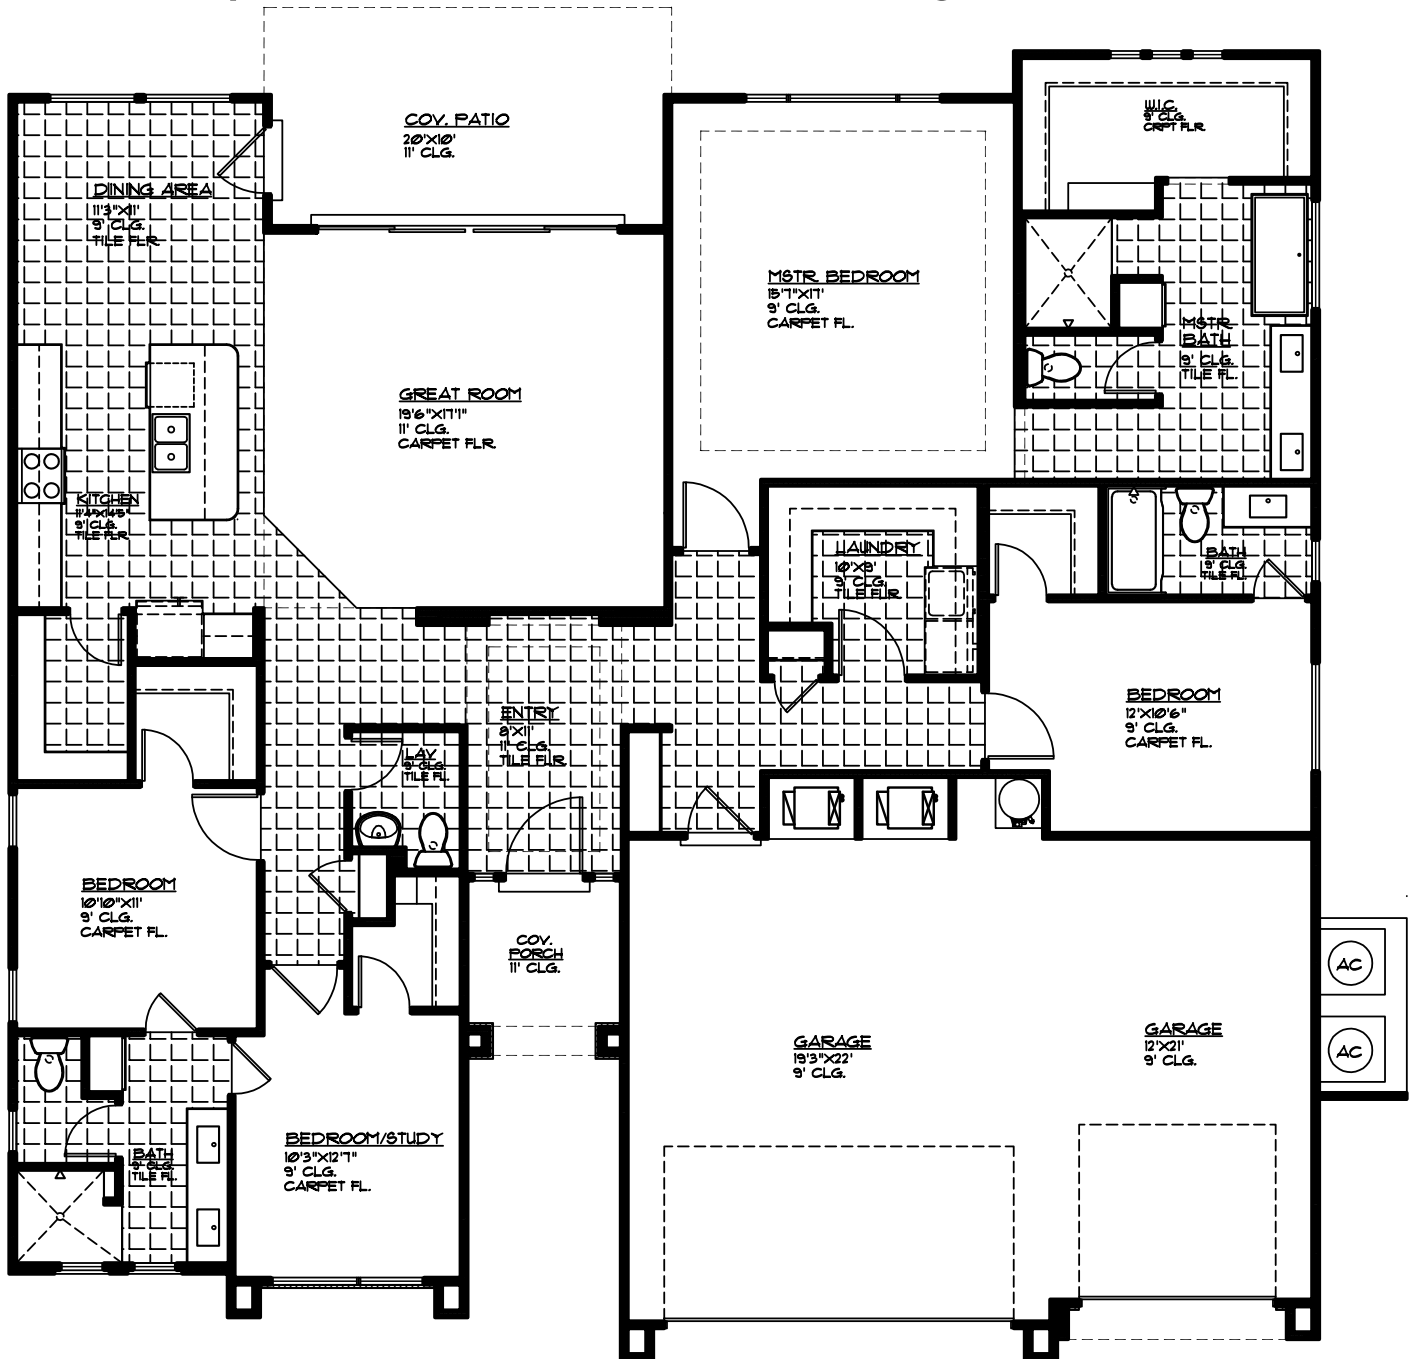 COV. PATIO
20'X10'
11' CLG.
W.I.C.
9' CLG.
CRPT FLR.
DINING AREA
11'3"X11'
9' CLG.
TILE FLR.
MSTR. BEDROOM
15'7"X17'
9' CLG.
CARPET FL.
MSTR.
BATH
9' CLG.
TILE FL.
GREAT ROOM
19'6"X17'1"
11' CLG.
CARPET FLR.
KITCHEN
11'4"X14'5"
9' CLG.
TILE FLR.
LAUNDRY
10'X9'
9' CLG.
TILE FLR.
BATH
9' CLG.
TILE FL.
BEDROOM
12'X10'6"
9' CLG.
CARPET FL.
ENTRY
8'X11'
11' CLG.
TILE FLR.
LAV.
9' CLG.
TILE FL.
BEDROOM
10'10"X11'
9' CLG.
CARPET FL.
COV.
PORCH
11' CLG.
AC
AC
GARAGE
19'3"X22'
9' CLG.
GARAGE
12'X21'
9' CLG.
BEDROOM/STUDY
10'3"X12'7"
9' CLG.
CARPET FL.
BATH
9' CLG.
TILE FL.